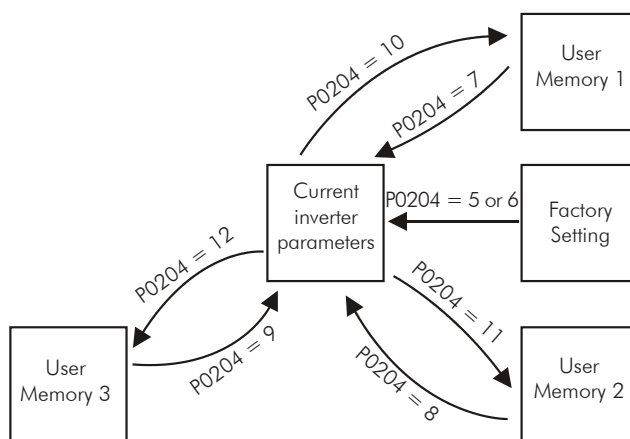 P0204 = 10
User
Memory 1
P0204 = 7
Current
inverter
parameters
P0204 = 5 or 6
Factory
Setting
P0204 = 12
P0204 = 11
P0204 = 9
P0204 = 8
User
Memory 3
User
Memory 2